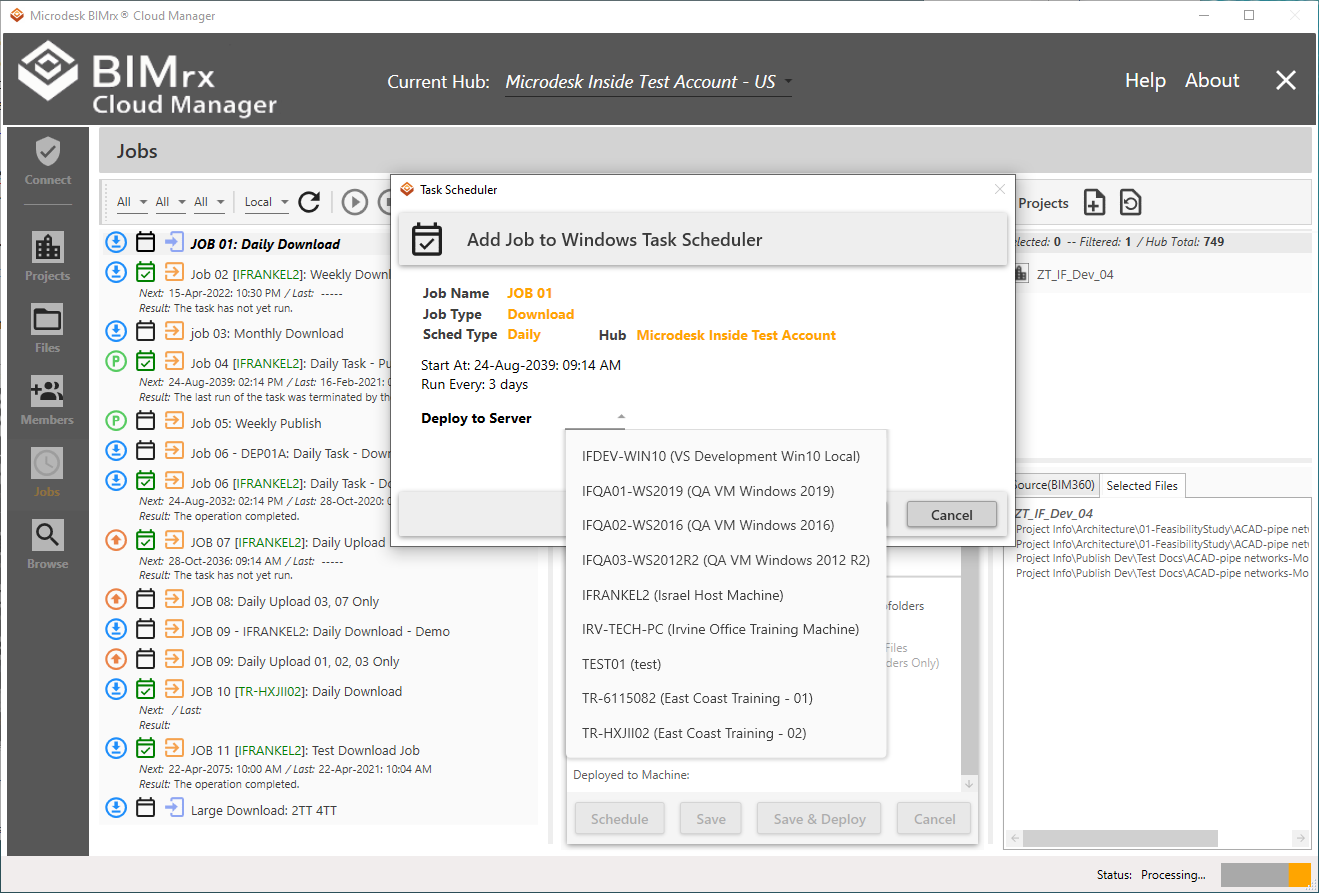 Microdesk BIMrx® Cloud Manager
BIMrx
Cloud Manager
Current Hub: Microdesk Inside Test Account - US
Help About
Connect
Projects
Files
Members
Jobs
Browse
Jobs
All All All Local
JOB 01: Daily Download
Job 02 [IFRANKEL2]: Weekly Downl
Next: 15-Apr-2022: 10:30 PM / Last: -----
Result: The task has not yet run.
job 03: Monthly Download
Job 04 [IFRANKEL2]: Daily Task - Pu
Next: 24-Aug-2039: 02:14 PM / Last: 16-Feb-2021: 0
Result: The last run of the task was terminated by the
Job 05: Weekly Publish
Job 06 - DEP01A: Daily Task - Down
Job 06 [IFRANKEL2]: Daily Task - Do
Next: 24-Aug-2032: 02:14 PM / Last: 28-Oct-2020: 0
Result: The operation completed.
JOB 07 [IFRANKEL2]: Daily Upload
Next: 28-Oct-2036: 09:14 AM / Last: -----
Result: The task has not yet run.
JOB 08: Daily Upload 03, 07 Only
JOB 09 - IFRANKEL2: Daily Download - Demo
JOB 09: Daily Upload 01, 02, 03 Only
JOB 10 [TR-HXJII02]: Daily Download
Next: / Last:
Result:
JOB 11 [IFRANKEL2]: Test Download Job
Next: 22-Apr-2075: 10:00 AM / Last: 22-Apr-2021: 10:04 AM
Result: The operation completed.
Large Download: 2TT 4TT
Task Scheduler
Add Job to Windows Task Scheduler
Job Name JOB 01
Job Type Download
Sched Type Daily Hub Microdesk Inside Test Account
Start At: 24-Aug-2039: 09:14 AM
Run Every: 3 days
Deploy to Server
IFDEV-WIN10 (VS Development Win10 Local)
IFQA01-WS2019 (QA VM Windows 2019)
IFQA02-WS2016 (QA VM Windows 2016)
IFQA03-WS2012R2 (QA VM Windows 2012 R2)
IFRANKEL2 (Israel Host Machine)
IRV-TECH-PC (Irvine Office Training Machine)
TEST01 (test)
TR-6115082 (East Coast Training - 01)
TR-HXJII02 (East Coast Training - 02)
Cancel
bfolders
Files
ders Only)
Deployed to Machine:
Schedule Save Save & Deploy Cancel
Projects
elected: 0 -- Filtered: 1 / Hub Total: 749
ZT_IF_Dev_04
Source(BIM360) Selected Files
ZT_IF_Dev_04
Project Info\Architecture\01-FeasibilityStudy\ACAD-pipe netw
Project Info\Architecture\01-FeasibilityStudy\ACAD-pipe netw
Project Info\Publish Dev\Test Docs\ACAD-pipe networks-Mo
Project Info\Publish Dev\Test Docs\ACAD-pipe networks-Mo
Status: Processing...